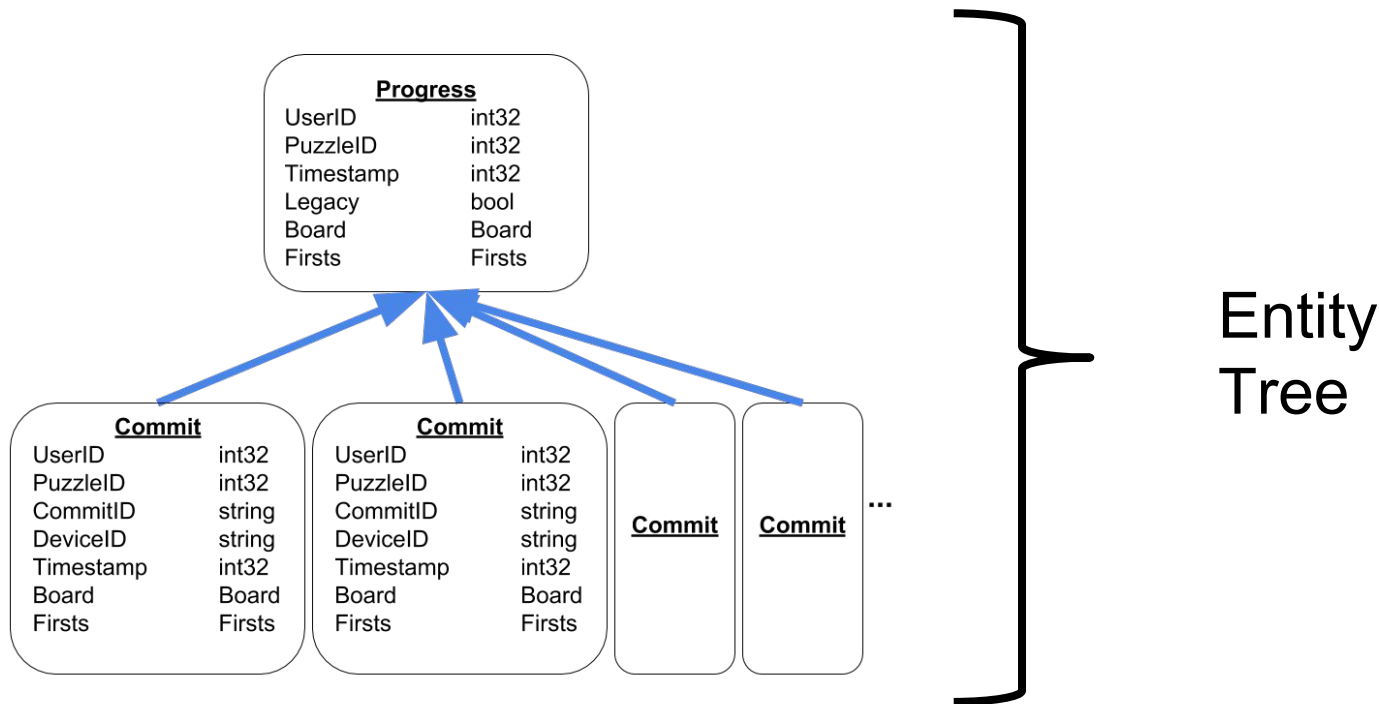 Progress
UserID int32
PuzzleID int32
Timestamp int32
Legacy bool
Board Board
Firsts Firsts
Commit
UserID int32
PuzzleID int32
CommitID string
DeviceID string
Timestamp int32
Board Board
Firsts Firsts
Commit
UserID int32
PuzzleID int32
CommitID string
DeviceID string
Timestamp int32
Board Board
Firsts Firsts
Commit
Commit
...
Entity
Tree